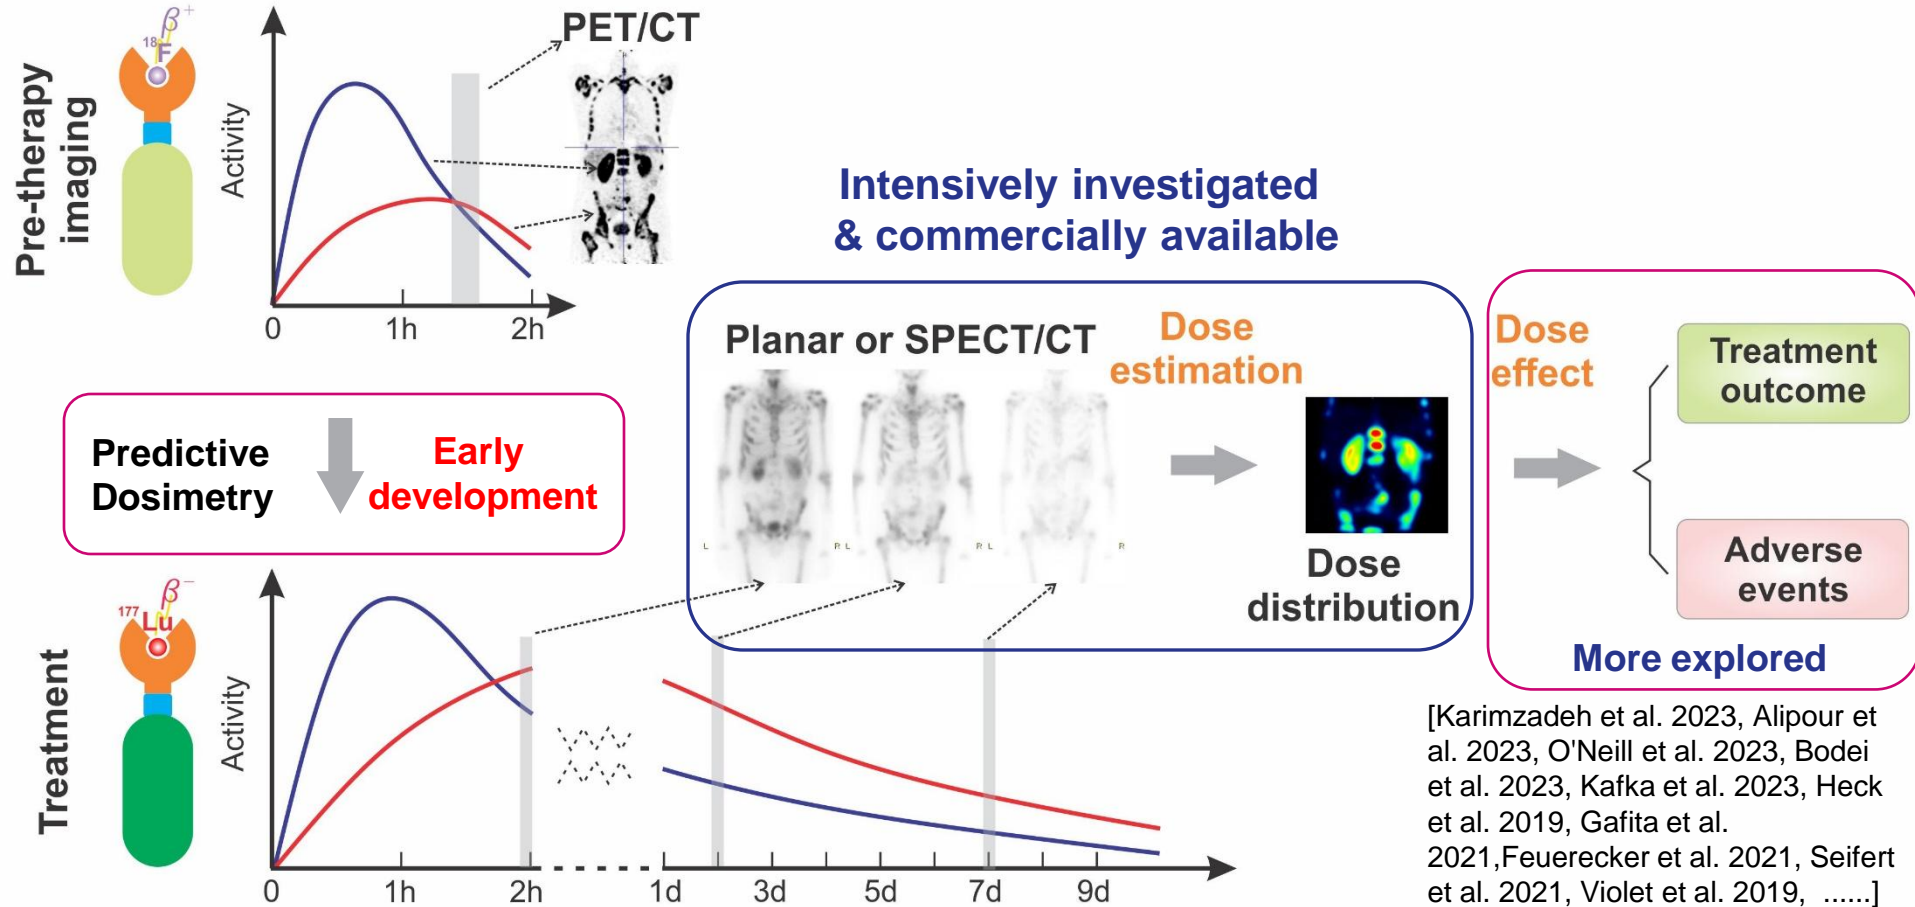 Pre-therapy
imaging
β⁺
¹⁸F
Activity
0
1h
2h
PET/CT
Intensively investigated
& commercially available
Predictive
Dosimetry
Early
development
Planar or SPECT/CT
L
R
L
R
L
R
Dose
estimation
Dose
distribution
Dose
effect
Treatment
outcome
Adverse
events
More explored
Treatment
β⁻
¹⁷⁷Lu
Activity
0
1h
2h
1d
3d
5d
7d
9d
[Karimzadeh et al. 2023, Alipour et
al. 2023, O'Neill et al. 2023, Bodei
et al. 2023, Kafka et al. 2023, Heck
et al. 2019, Gafita et al.
2021,Feuerecker et al. 2021, Seifert
et al. 2021, Violet et al. 2019, ......]